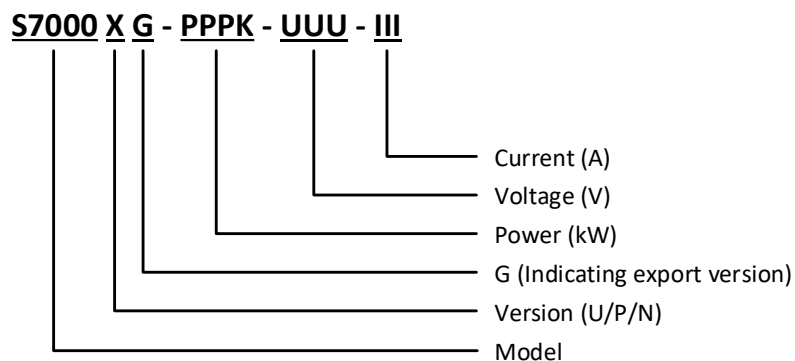 S7000 X G - PPPK - UUU - III
Current (A)
Voltage (V)
Power (kW)
G (Indicating export version)
Version (U/P/N)
Model